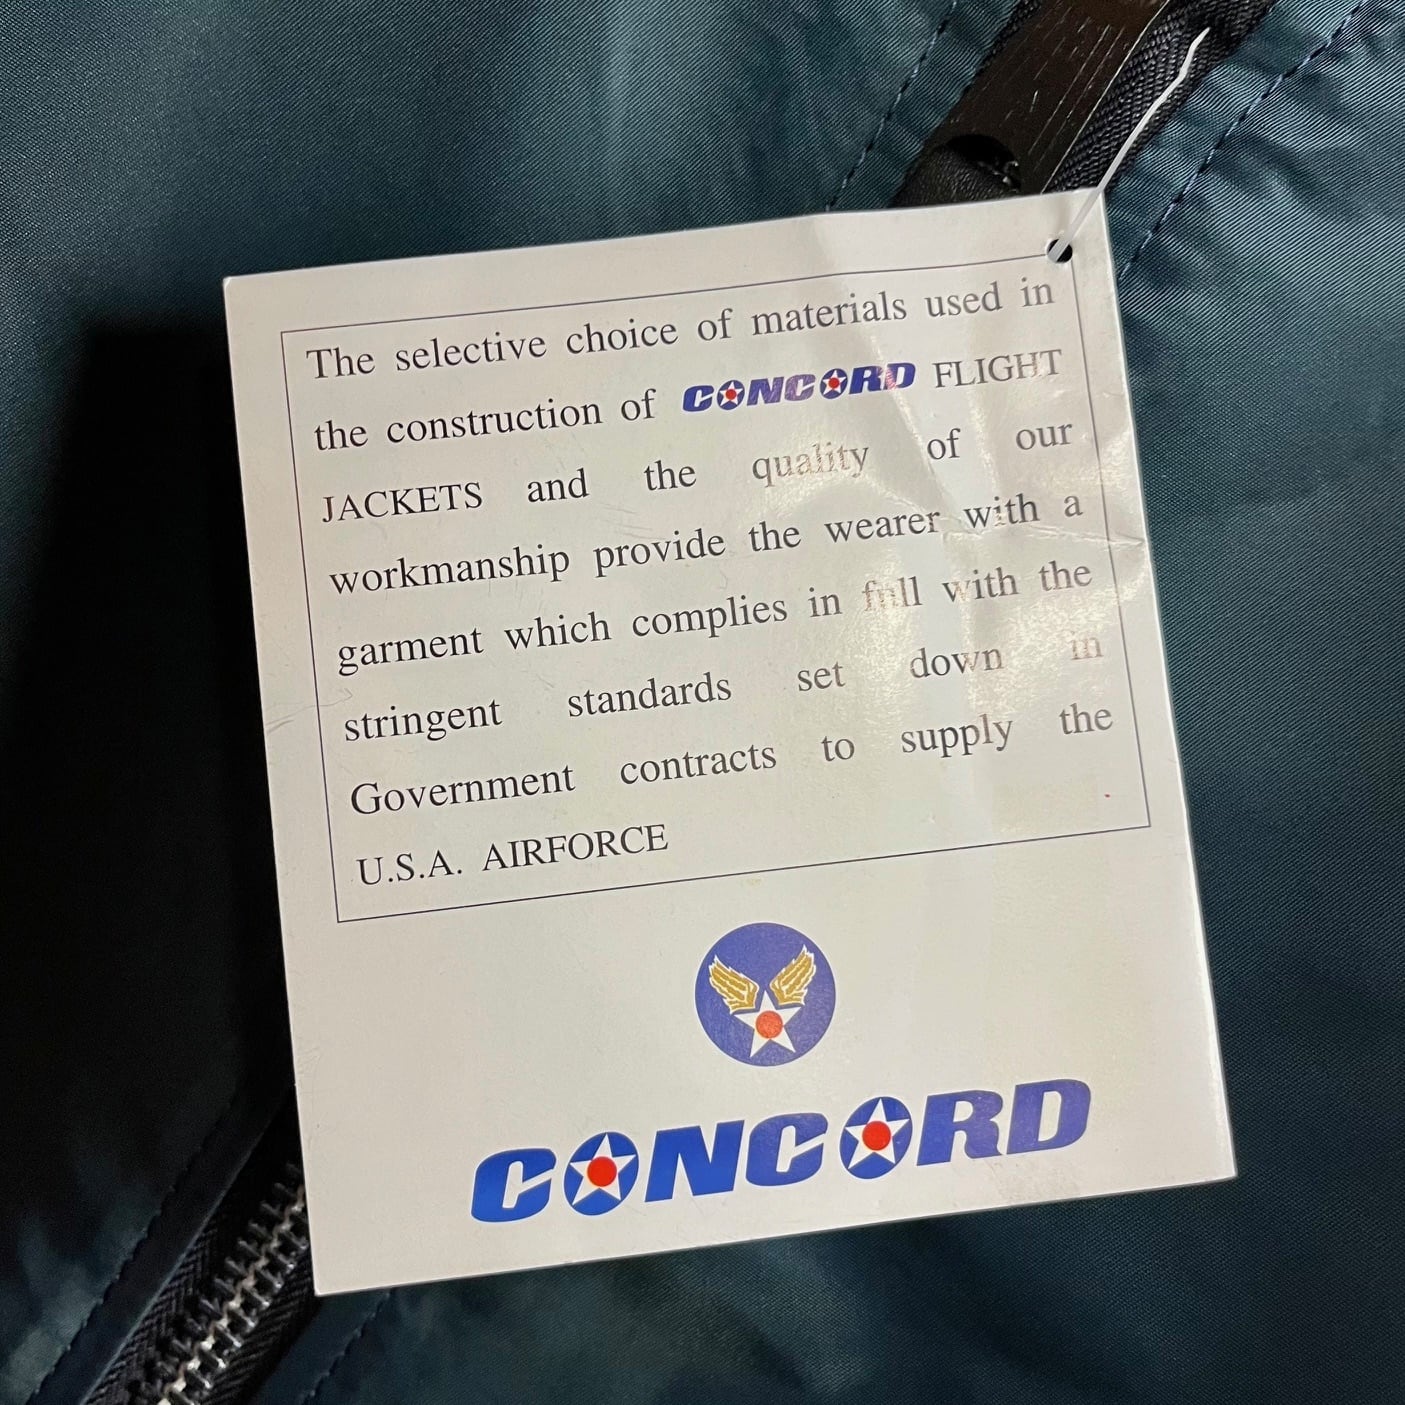 The selective choice of materials used in
the construction of CONCORD FLIGHT
JACKETS and the quality of our
workmanship provide the wearer with a
garment which complies in full with the
stringent standards set down in
Government contracts to supply the
U.S.A. AIRFORCE
CONCORD